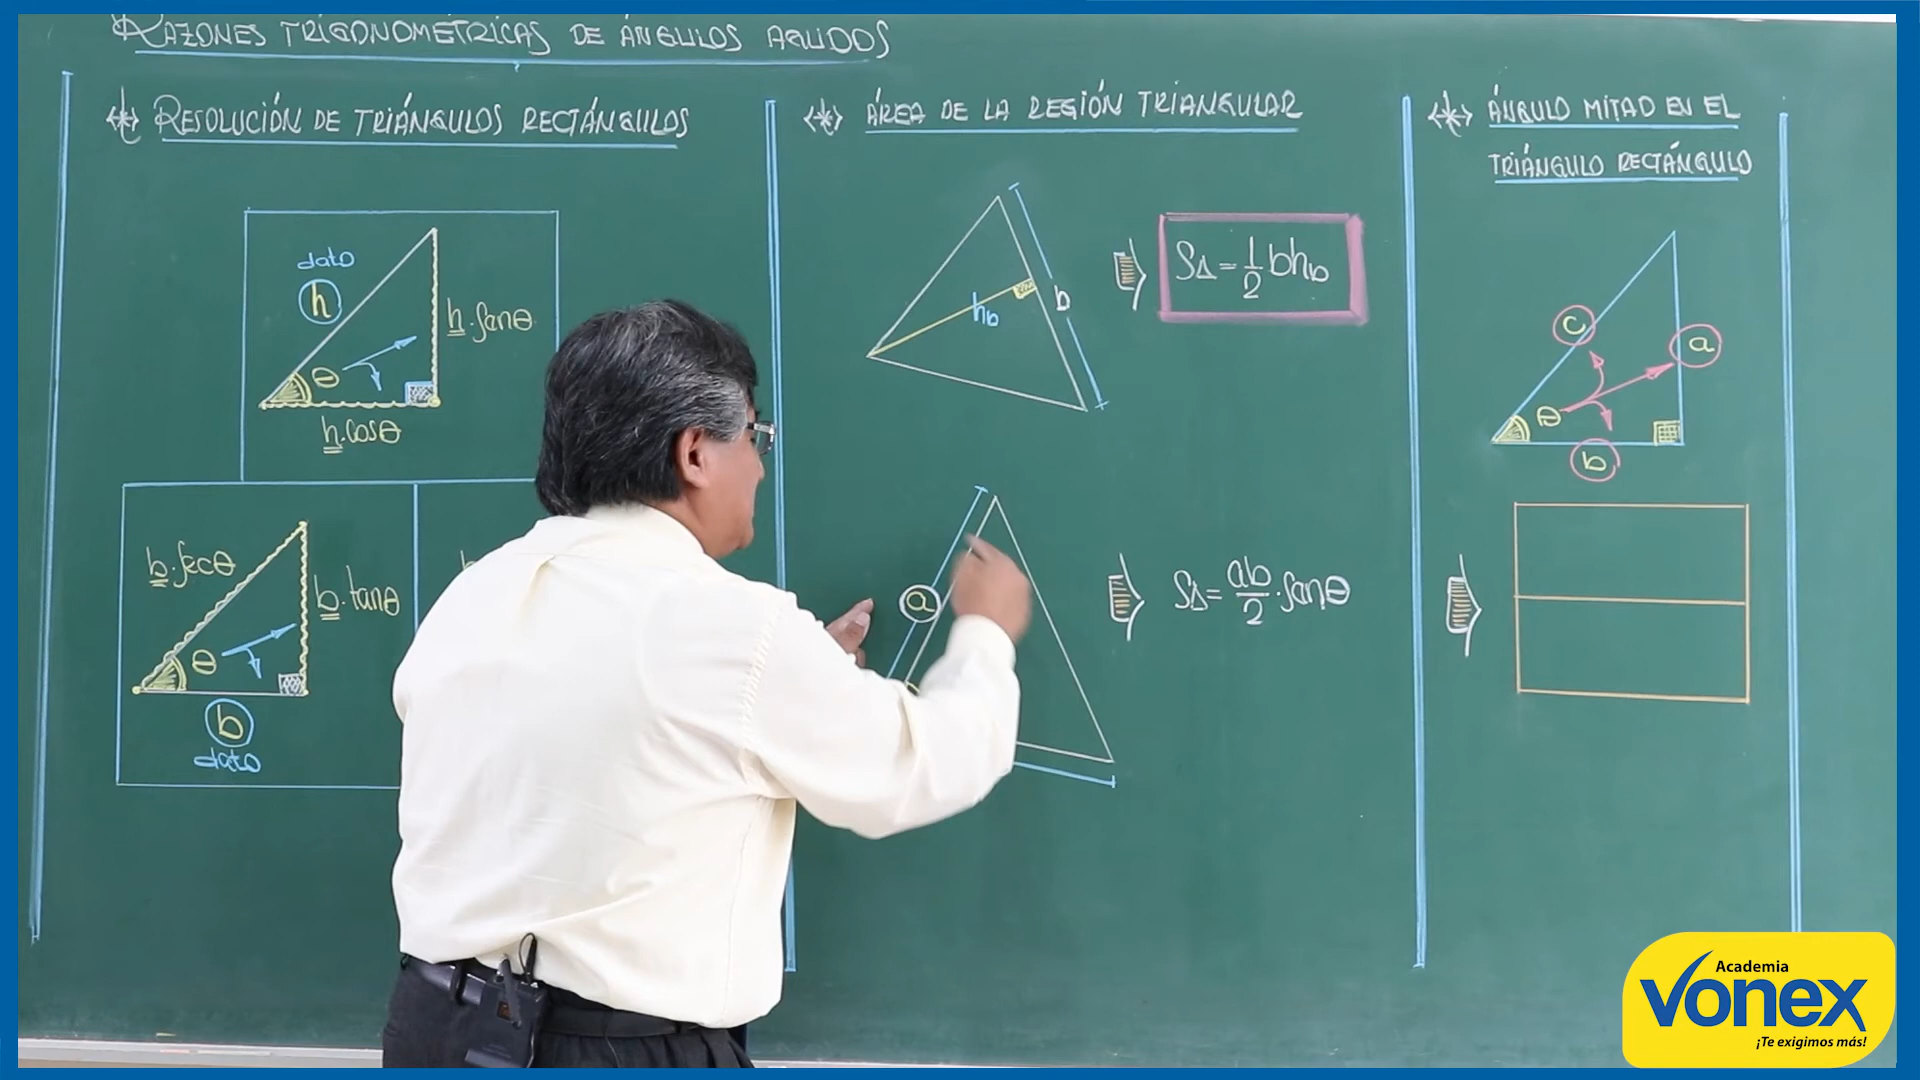 RAZONES TRIGONOMÉTRICAS DE ÁNGULOS AGUDOS
<*> RESOLUCIÓN DE TRIÁNGULOS RECTÁNGULOS
dato
h
h.senθ
θ
h.cosθ
b.secθ
b.tanθ
θ
b
dato
<*> ÁREA DE LA REGIÓN TRIANGULAR
hb
b
S△=1/2 bhb
a
S△=ab/2.senθ
<*> ÁNGULO MITAD EN EL
TRIÁNGULO RECTÁNGULO
c
a
θ
b
Academia
Vonex
¡Te exigimos más!